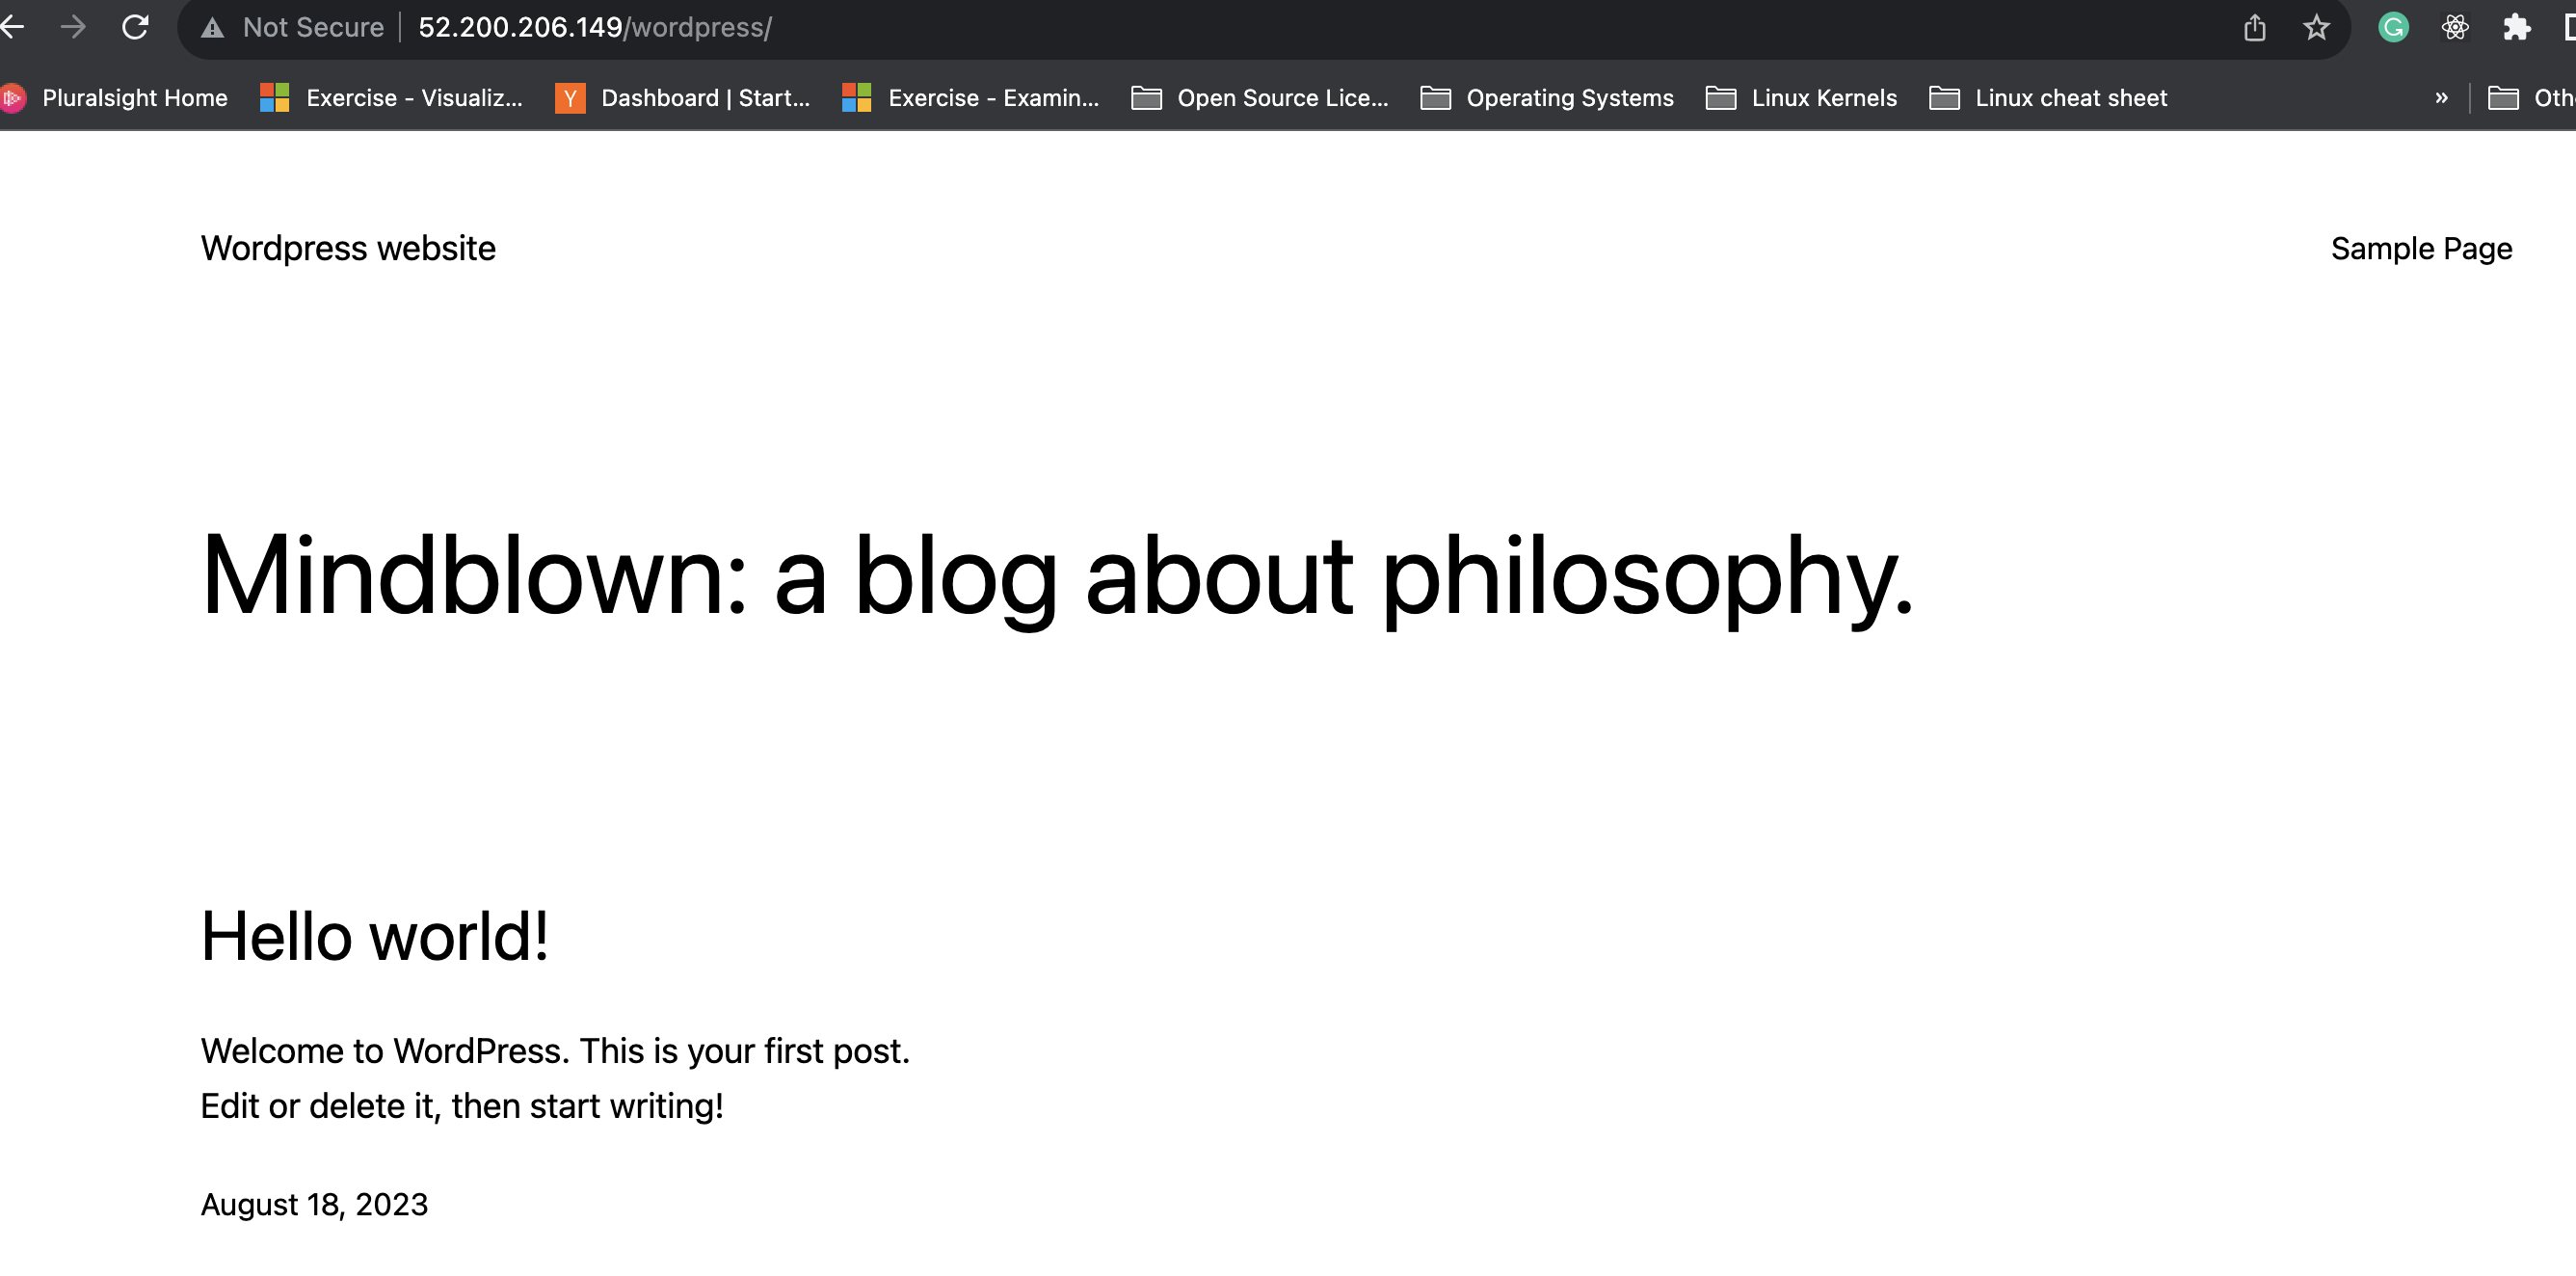 Not Secure 52.200.206.149/wordpress/
Pluralsight Home Exercise - Visualiz... Y Dashboard | Start... Exercise - Examin... Open Source Lice... Operating Systems Linux Kernels Linux cheat sheet » Oth
Wordpress website Sample Page
Mindblown: a blog about philosophy.
Hello world!
Welcome to WordPress. This is your first post.
Edit or delete it, then start writing!
August 18, 2023